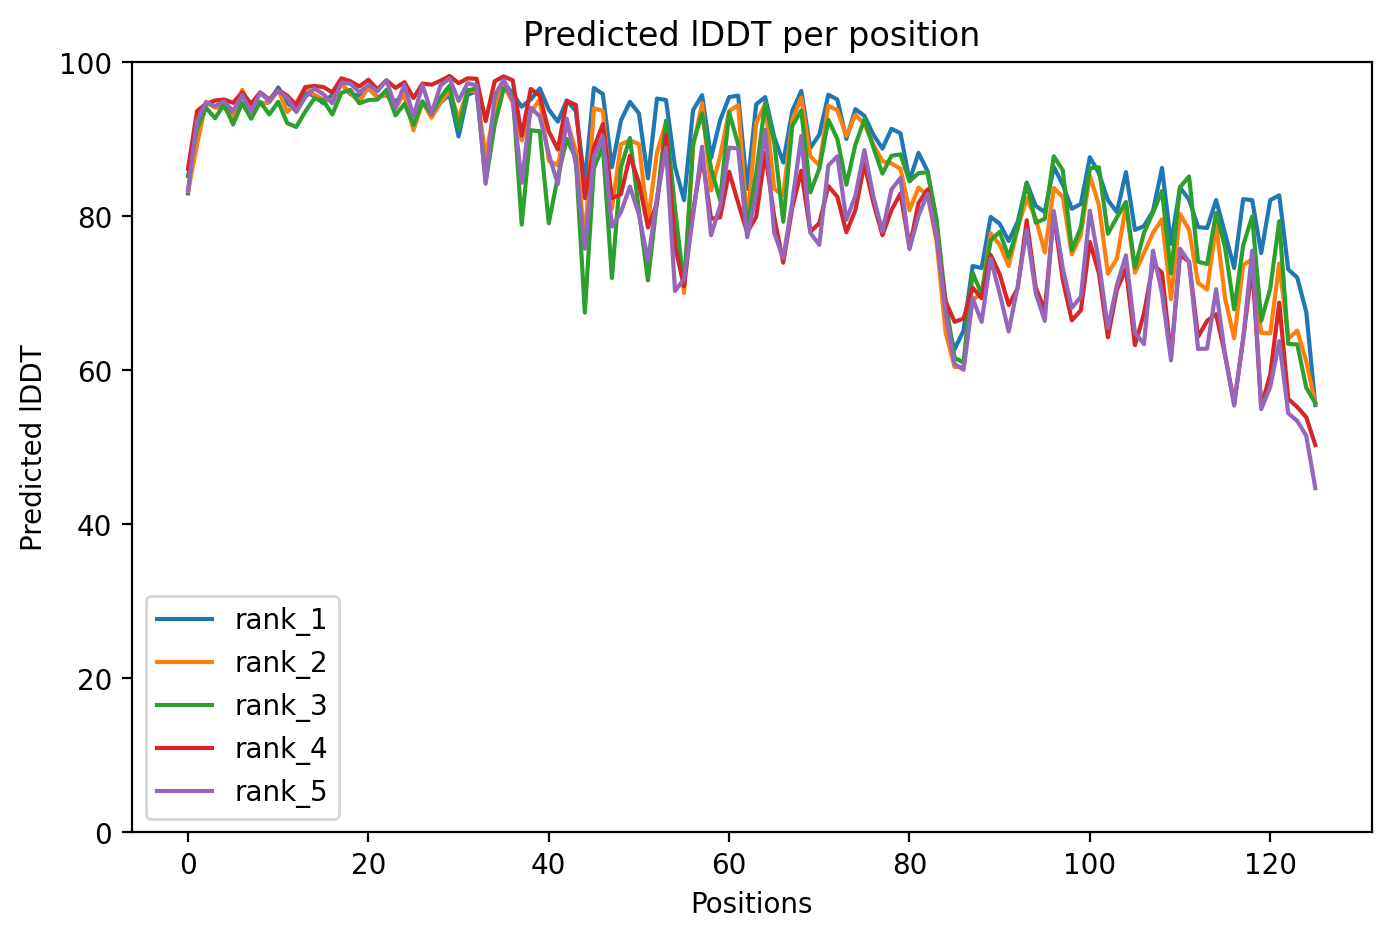 Predicted lDDT per position
100
80
60
40
20
0
Predicted lDDT
rank_1
rank_2
rank_3
rank_4
rank_5
0 20 40 60 80 100 120
Positions